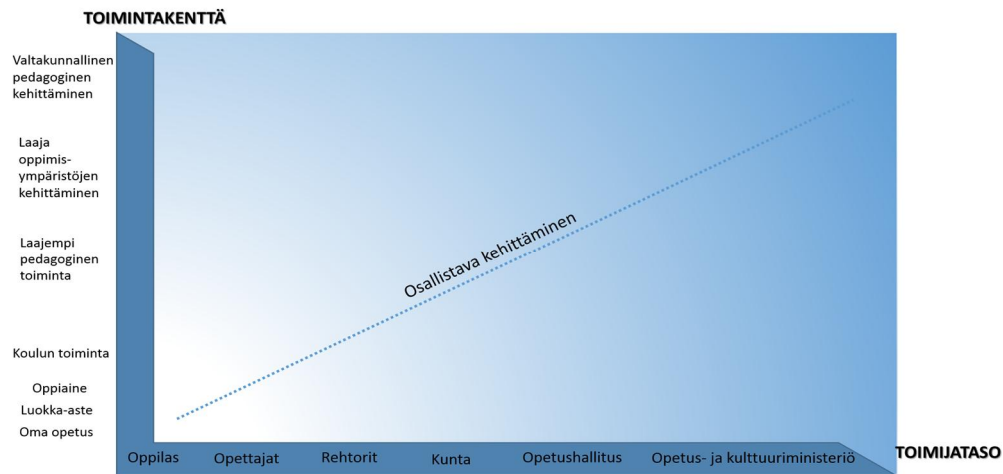 TOIMINTAKENTTÄ
Valtakunnallinen
pedagoginen
kehittäminen
Laaja
oppimis-
ympäristöjen
kehittäminen
Laajempi
pedagoginen
toiminta
Koulun toiminta
Oppiaine
Luokka-aste
Oma opetus
Osallistava kehittäminen
Oppilas
Opettajat
Rehtorit
Kunta
Opetushallitus
Opetus- ja kulttuuriministeriö
TOIMIJATASO